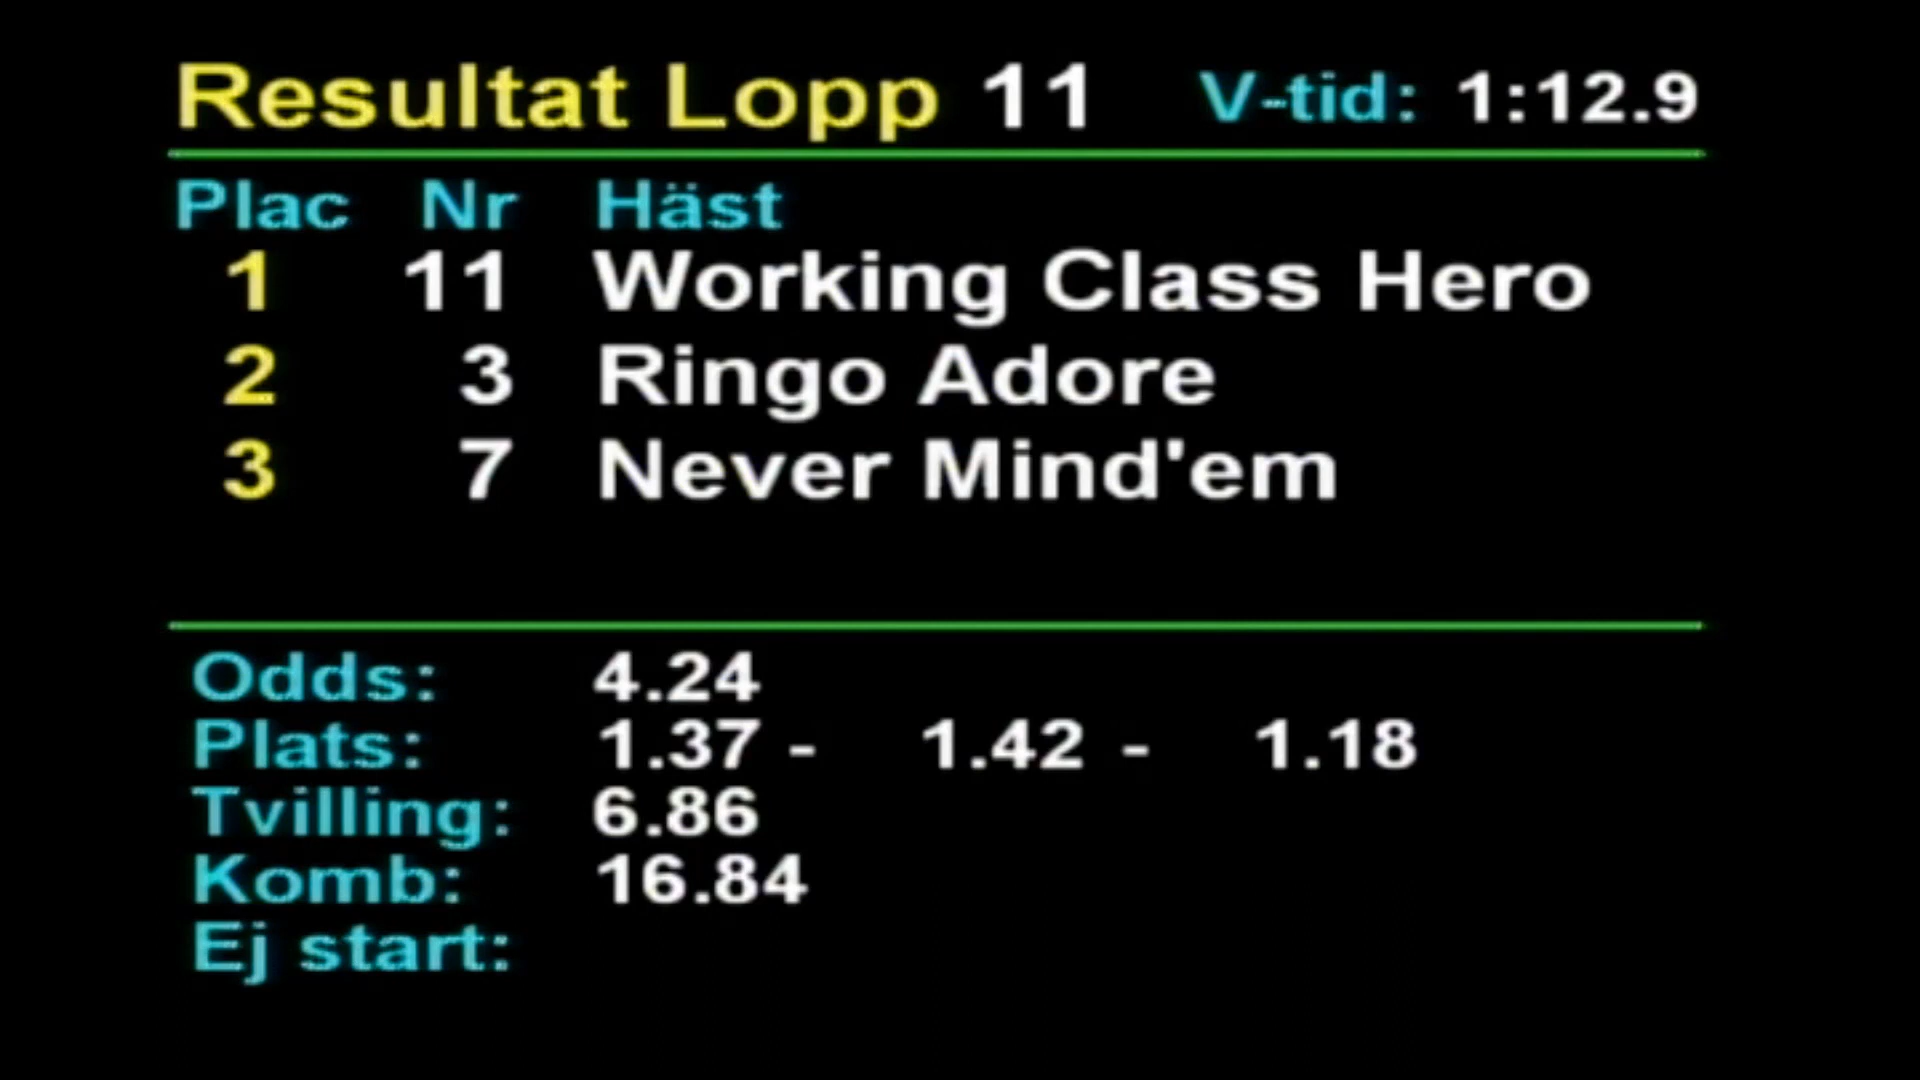 Resultat Lopp 11 V-tid: 1:12.9
Plac Nr Häst
1 11 Working Class Hero
2 3 Ringo Adore
3 7 Never Mind'em
Odds: 4.24
Plats: 1.37 - 1.42 - 1.18
Tvilling: 6.86
Komb: 16.84
Ej start: